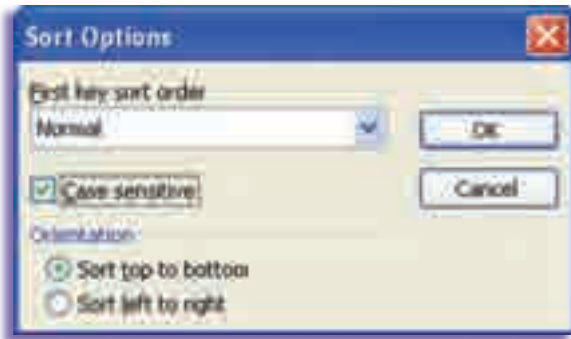 Sort Options
First key sort order
Normal
OK
Case sensitive
Cancel
Orientation
Sort top to bottom
Sort left to right